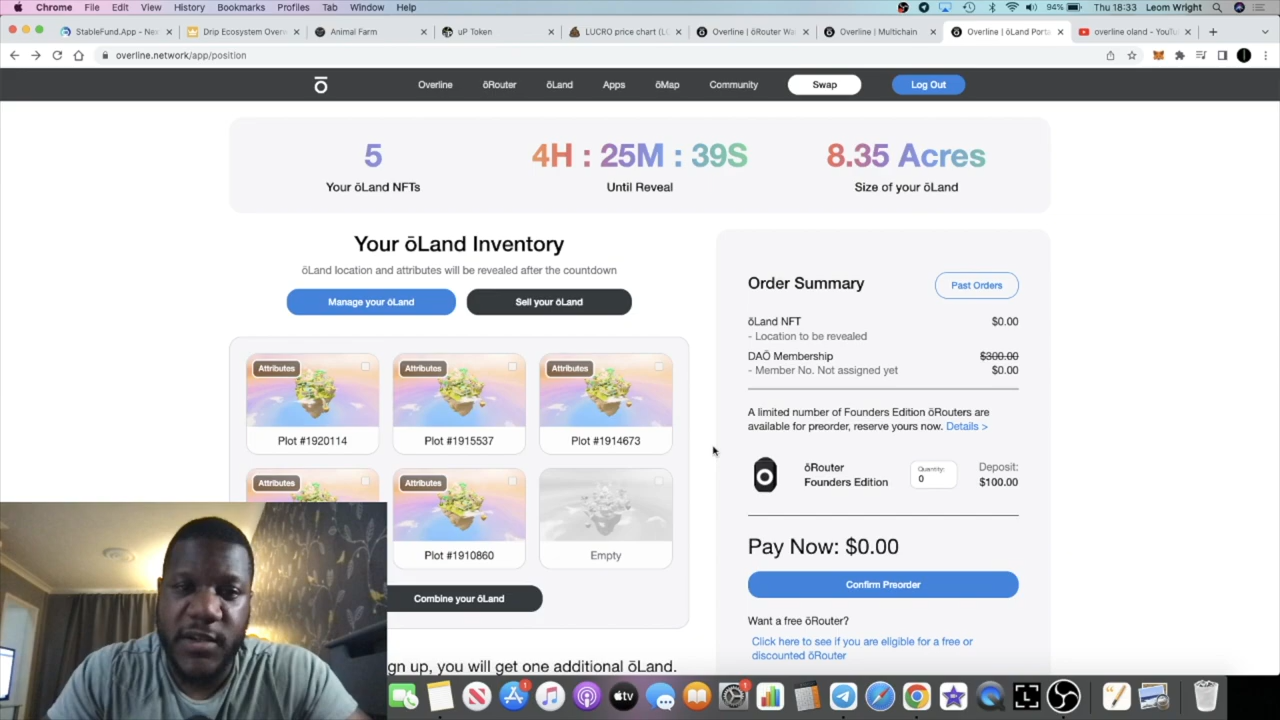 Chrome File Edit View History Bookmarks Profiles Tab Window Help 94% Thu 18:33 Leom Wright
StableFund.App - Ne Drip Ecosystem Over Animal Farm uP Token LUCRO price chart (L Overline | ōRouter Wa Overline | Multichain Overline | ōLand Porta overline oland - YouTu
overline.network/app/position
Overline ōRouter ōLand Apps ōMap Community Swap Log Out
5 4H : 25M : 39S 8.35 Acres
Your ōLand NFTs Until Reveal Size of your ōLand
Your ōLand Inventory
ōLand location and attributes will be revealed after the countdown
Manage your ōLand Sell your ōLand
Attributes Attributes Attributes
Plot #1920114 Plot #1915537 Plot #1914673
Attributes Attributes
Plot #1910860 Empty
Combine your ōLand
gn up, you will get one additional ōLand.
Order Summary Past Orders
ōLand NFT $0.00
- Location to be revealed
DAŌ Membership $300.00
- Member No. Not assigned yet $0.00
A limited number of Founders Edition ōRouters are
available for preorder, reserve yours now. Details >
ōRouter Quantity: Deposit:
Founders Edition 0 $100.00
Pay Now: $0.00
Confirm Preorder
Want a free ōRouter?
Click here to see if you are eligible for a free or
discounted ōRouter
tv